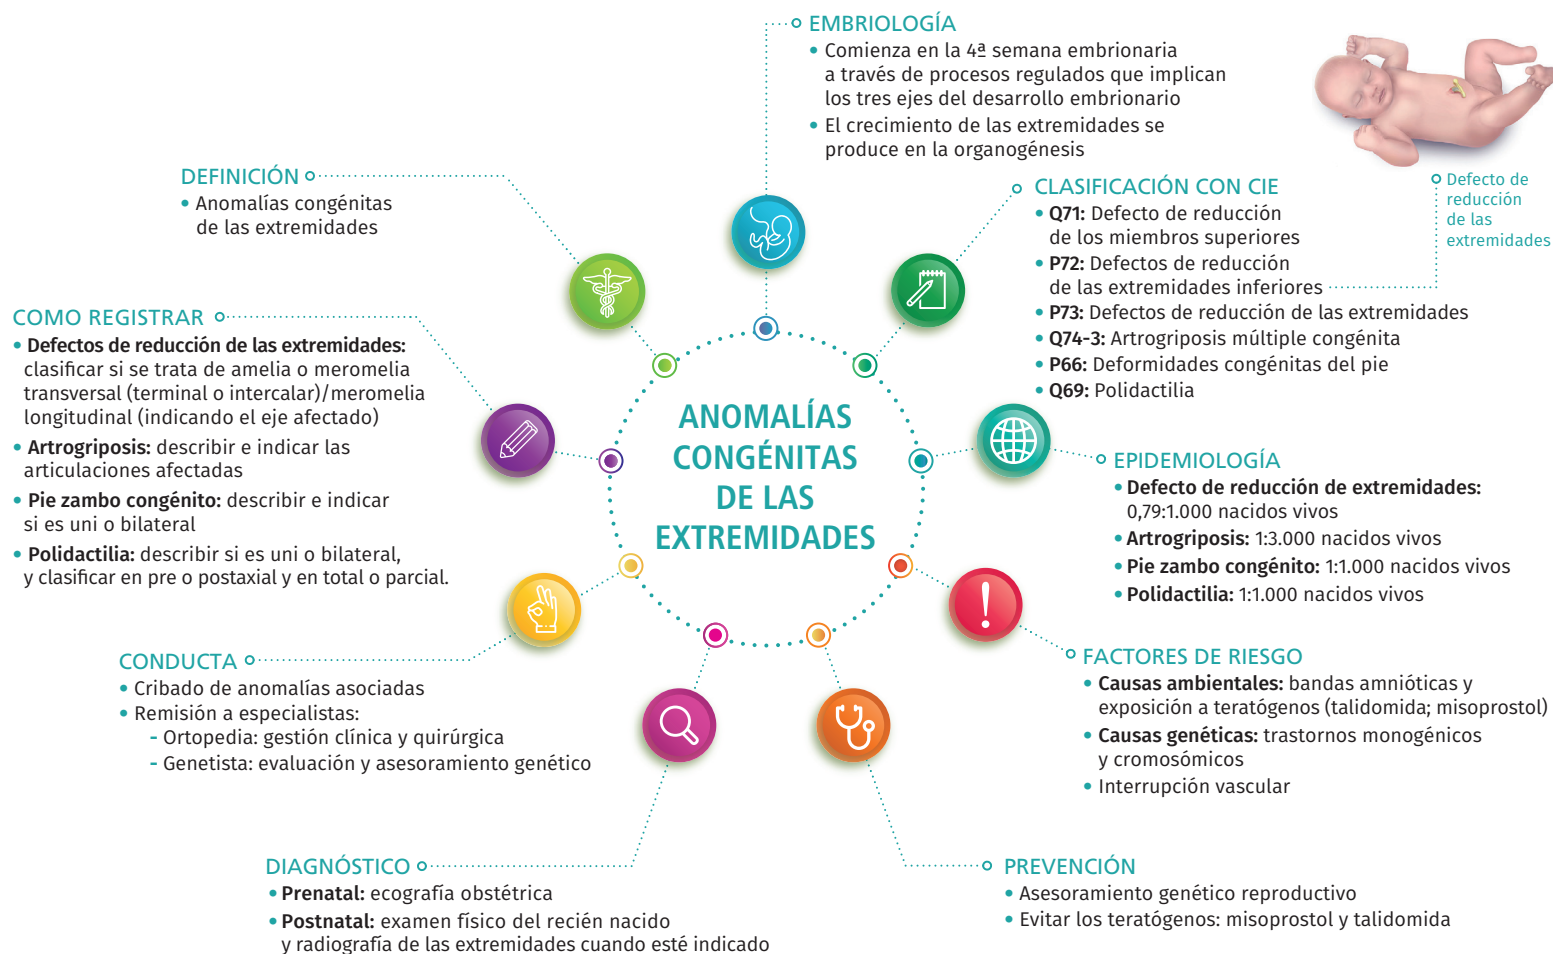 EMBRIOLOGÍA
• Comienza en la 4ª semana embrionaria
a través de procesos regulados que implican
los tres ejes del desarrollo embrionario
• El crecimiento de las extremidades se
produce en la organogénesis
Defecto de
reducción
de las
extremidades
DEFINICIÓN
• Anomalías congénitas
de las extremidades
CLASIFICACIÓN CON CIE
• Q71: Defecto de reducción
de los miembros superiores
• P72: Defectos de reducción
de las extremidades inferiores
• P73: Defectos de reducción de las extremidades
• Q74-3: Artrogriposis múltiple congénita
• P66: Deformidades congénitas del pie
• Q69: Polidactilia
COMO REGISTRAR
• Defectos de reducción de las extremidades:
clasificar si se trata de amelia o meromelia
transversal (terminal o intercalar)/meromelia
longitudinal (indicando el eje afectado)
• Artrogriposis: describir e indicar las
articulaciones afectadas
• Pie zambo congénito: describir e indicar
si es uni o bilateral
• Polidactilia: describir si es uni o bilateral,
y clasificar en pre o postaxial y en total o parcial.
ANOMALÍAS
CONGÉNITAS
DE LAS
EXTREMIDADES
EPIDEMIOLOGÍA
• Defecto de reducción de extremidades:
0,79:1.000 nacidos vivos
• Artrogriposis: 1:3.000 nacidos vivos
• Pie zambo congénito: 1:1.000 nacidos vivos
• Polidactilia: 1:1.000 nacidos vivos
CONDUCTA
• Cribado de anomalías asociadas
• Remisión a especialistas:
- Ortopedia: gestión clínica y quirúrgica
- Genetista: evaluación y asesoramiento genético
FACTORES DE RIESGO
• Causas ambientales: bandas amnióticas y
exposición a teratógenos (talidomida; misoprostol)
• Causas genéticas: trastornos monogénicos
y cromosómicos
• Interrupción vascular
DIAGNÓSTICO
• Prenatal: ecografía obstétrica
• Postnatal: examen físico del recién nacido
y radiografía de las extremidades cuando esté indicado
PREVENCIÓN
• Asesoramiento genético reproductivo
• Evitar los teratógenos: misoprostol y talidomida